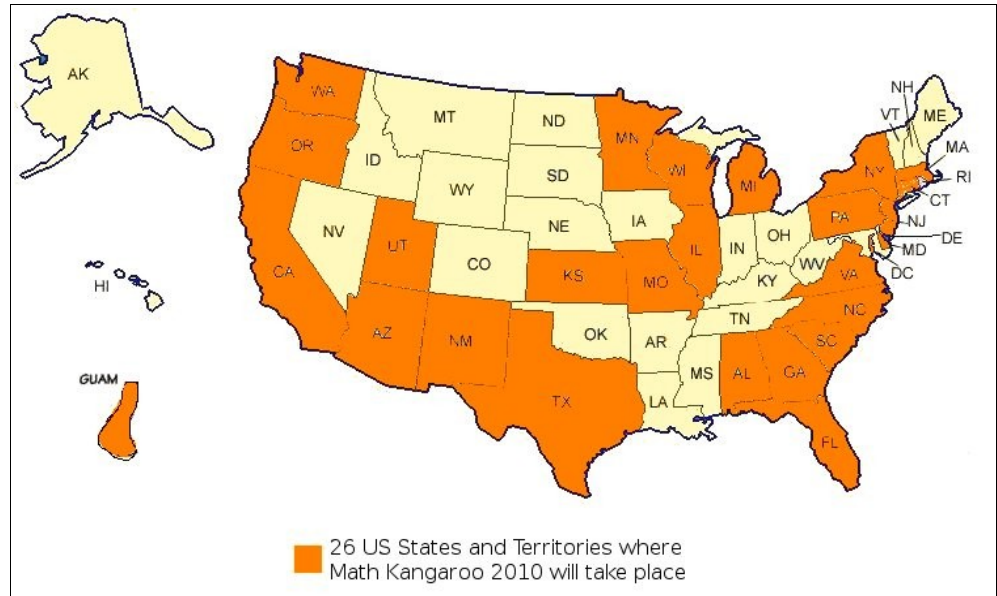 AK
WA
OR
CA
NV
ID
MT
WY
UT
AZ
CO
NM
ND
SD
NE
KS
OK
TX
MN
IA
MO
AR
LA
WI
IL
MI
IN
OH
KY
TN
MS
AL
GA
FL
SC
NC
VA
WV
PA
NY
VT
NH
ME
MA
RI
CT
NJ
DE
MD
DC
HI
GUAM
26 US States and Territories where
Math Kangaroo 2010 will take place